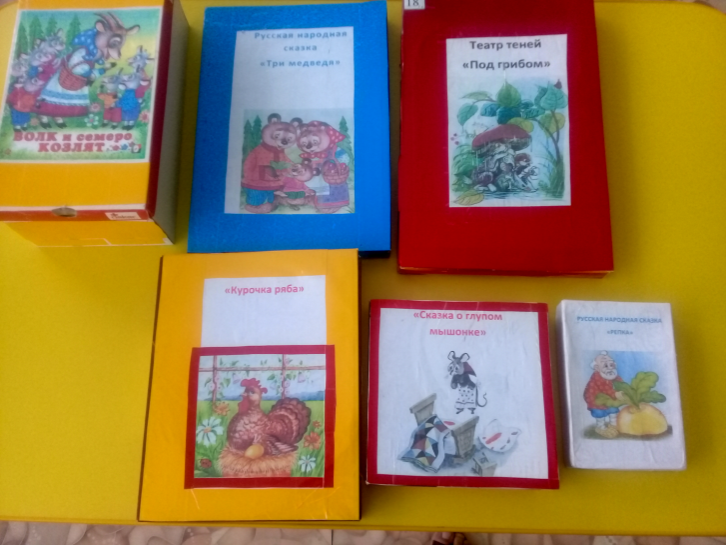 ВОЛК и семеро
КОЗЛЯТ
Русская народная
сказка
«Три медведя»
18
Театр теней
«Под грибом»
«Курочка ряба»
«Сказка о глупом
мышонке»
РУССКАЯ НАРОДНАЯ СКАЗКА
«РЕПКА»